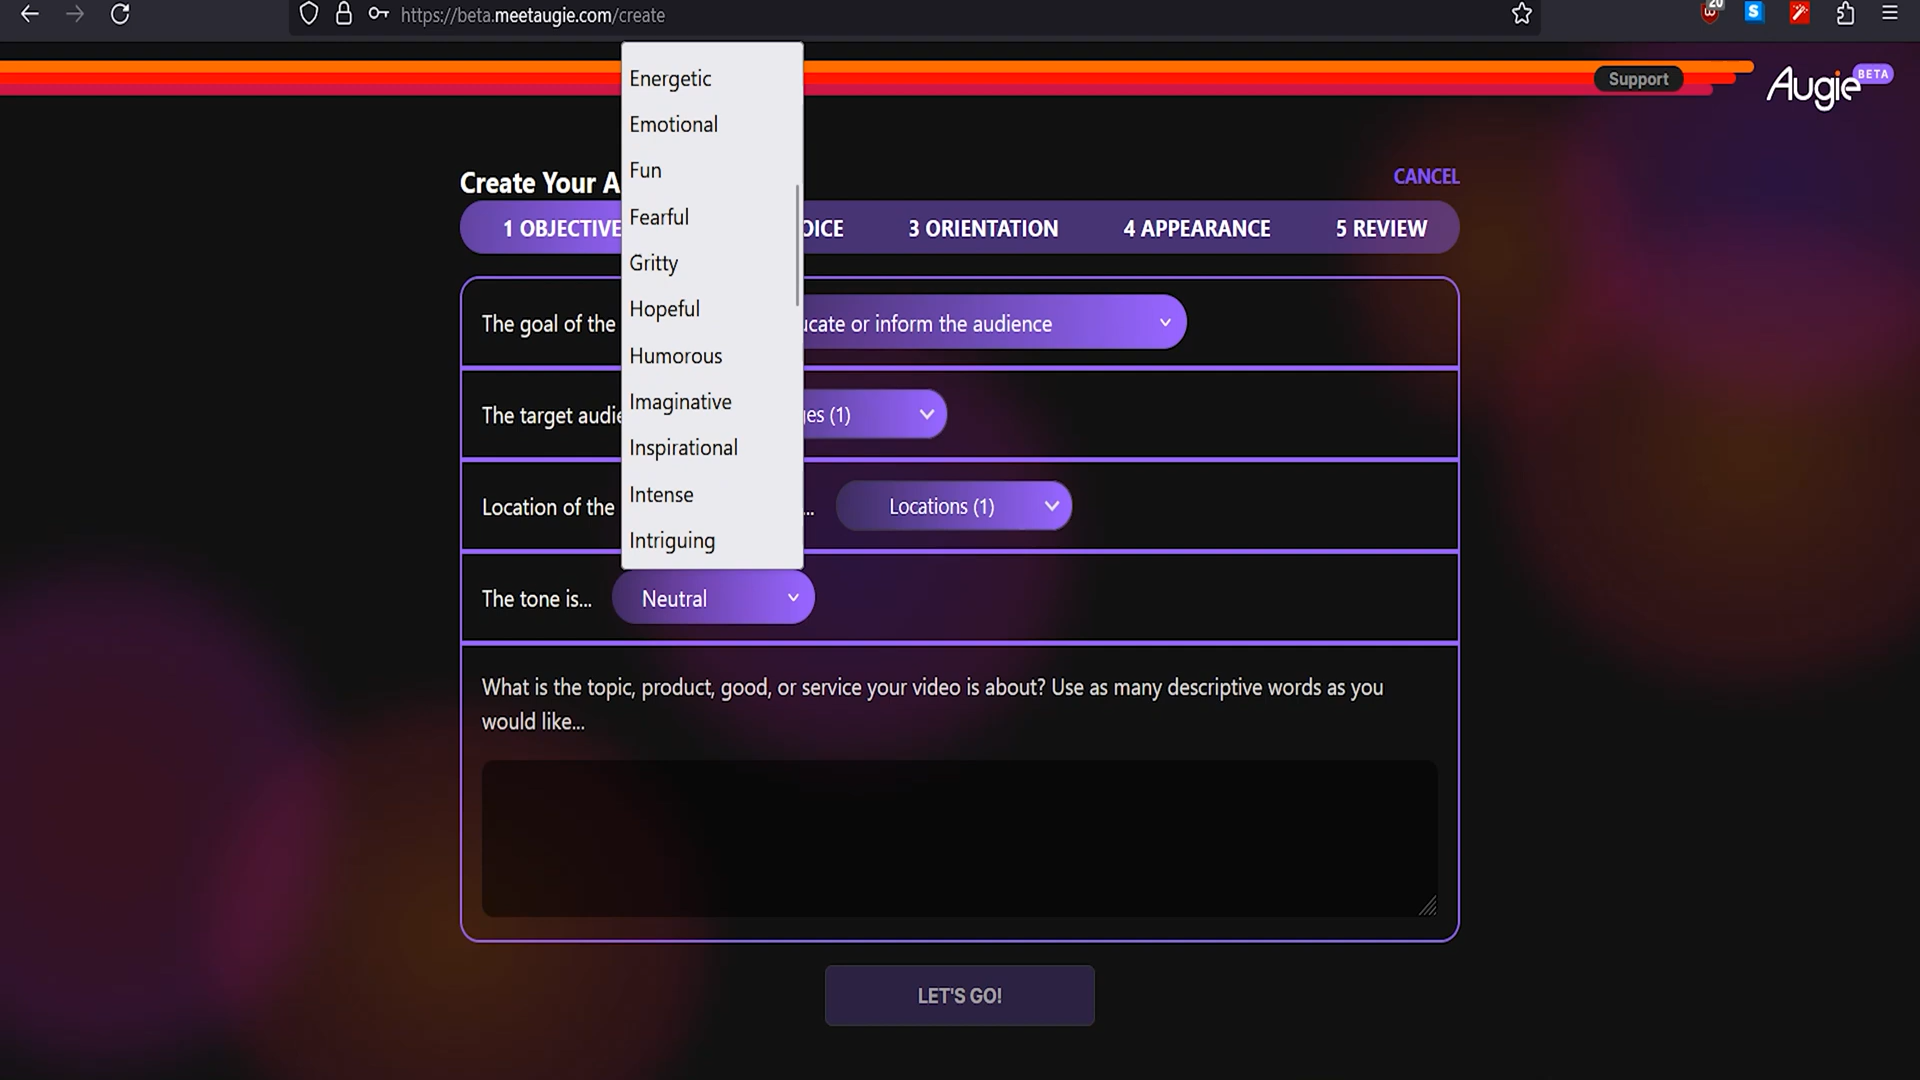 https://beta.meetaugie.com/create
20
Support
Augie BETA
Energetic
Emotional
Fun
Fearful
Gritty
Hopeful
Humorous
Imaginative
Inspirational
Intense
Intriguing
Create Your A
CANCEL
1 OBJECTIVE OICE 3 ORIENTATION 4 APPEARANCE 5 REVIEW
The goal of the ucate or inform the audience
The target audie es (1)
Location of the ... Locations (1)
The tone is... Neutral
What is the topic, product, good, or service your video is about? Use as many descriptive words as you
would like...
LET'S GO!